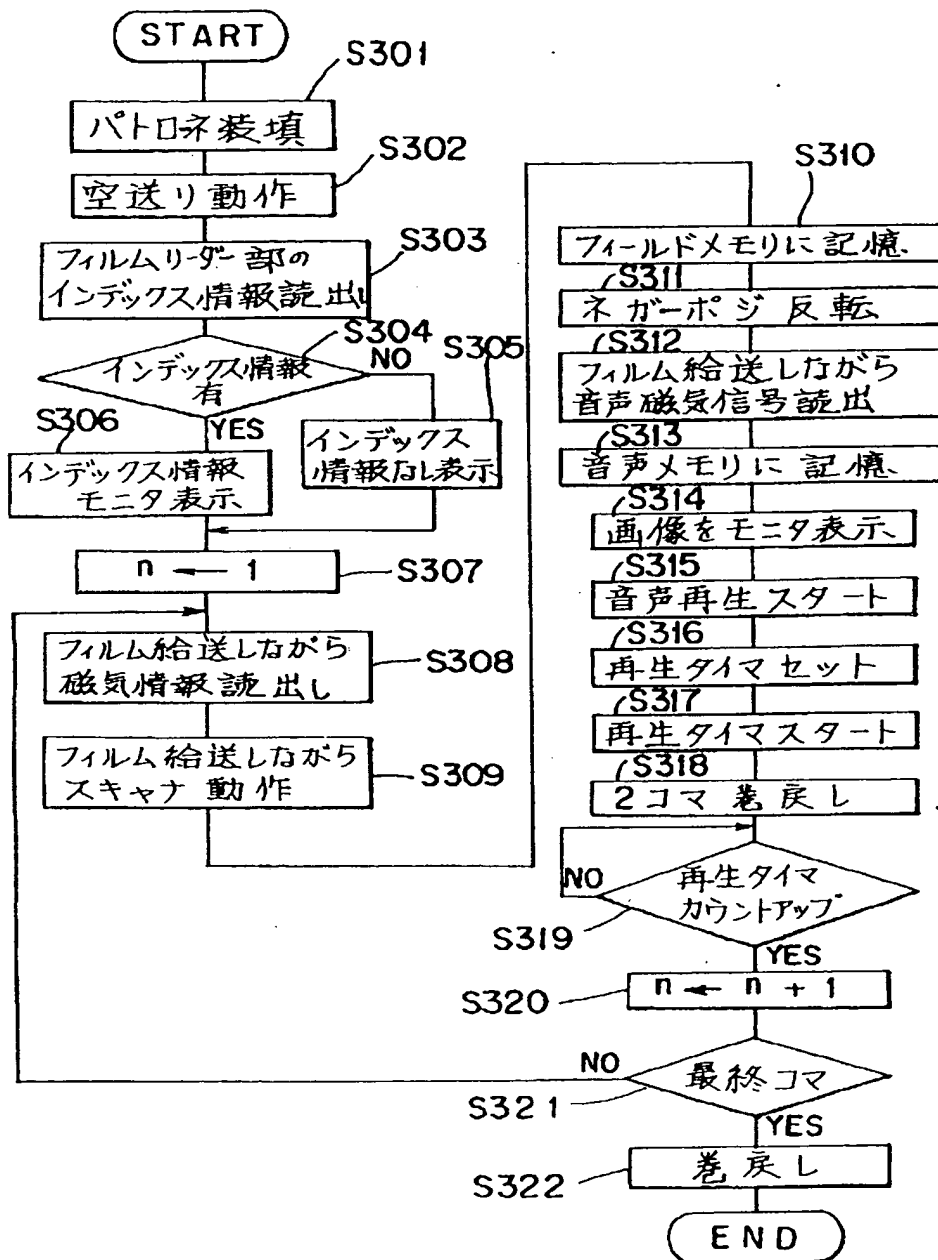 START
S301
パトロネ装填
S302
空送り動作
S303
フィルムリーダー部の
インデックス情報読出し
S304
インデックス情報
有
NO
YES
S305
インデックス
情報なし表示
S306
インデックス情報
モニタ表示
n ← 1
S307
フィルム給送しながら
磁気情報読出し
S308
フィルム給送しながら
スキャナ動作
S309
S310
フィールドメモリに記憶
S311
ネガーポジ反転
S312
フィルム給送しながら
音声磁気信号読出
S313
音声メモリに記憶
S314
画像をモニタ表示
S315
音声再生スタート
S316
再生タイマセット
S317
再生タイマスタート
S318
2コマ巻戻し
再生タイマ
カウントアップ
NO
S319
YES
n ← n + 1
S320
最終コマ
NO
S321
YES
巻戻し
S322
END